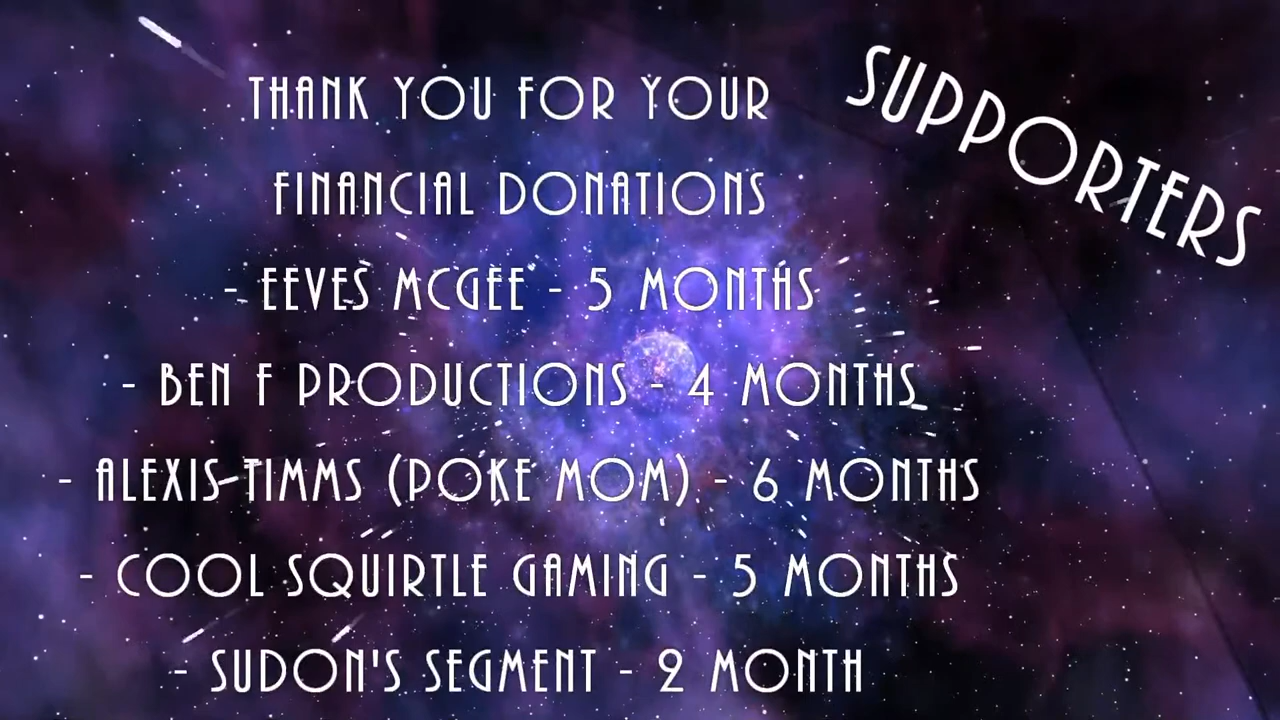 THANK YOU FOR YOUR
FINANCIAL DONATIONS
- EEVES MCGEE - 5 MONTHS
- BEN F PRODUCTIONS - 4 MONTHS
- ALEXIS TIMMS (POKE MOM) - 6 MONTHS
- COOL SQUIRTLE GAMING - 5 MONTHS
- SUDON'S SEGMENT - 2 MONTH
SUPPORTERS